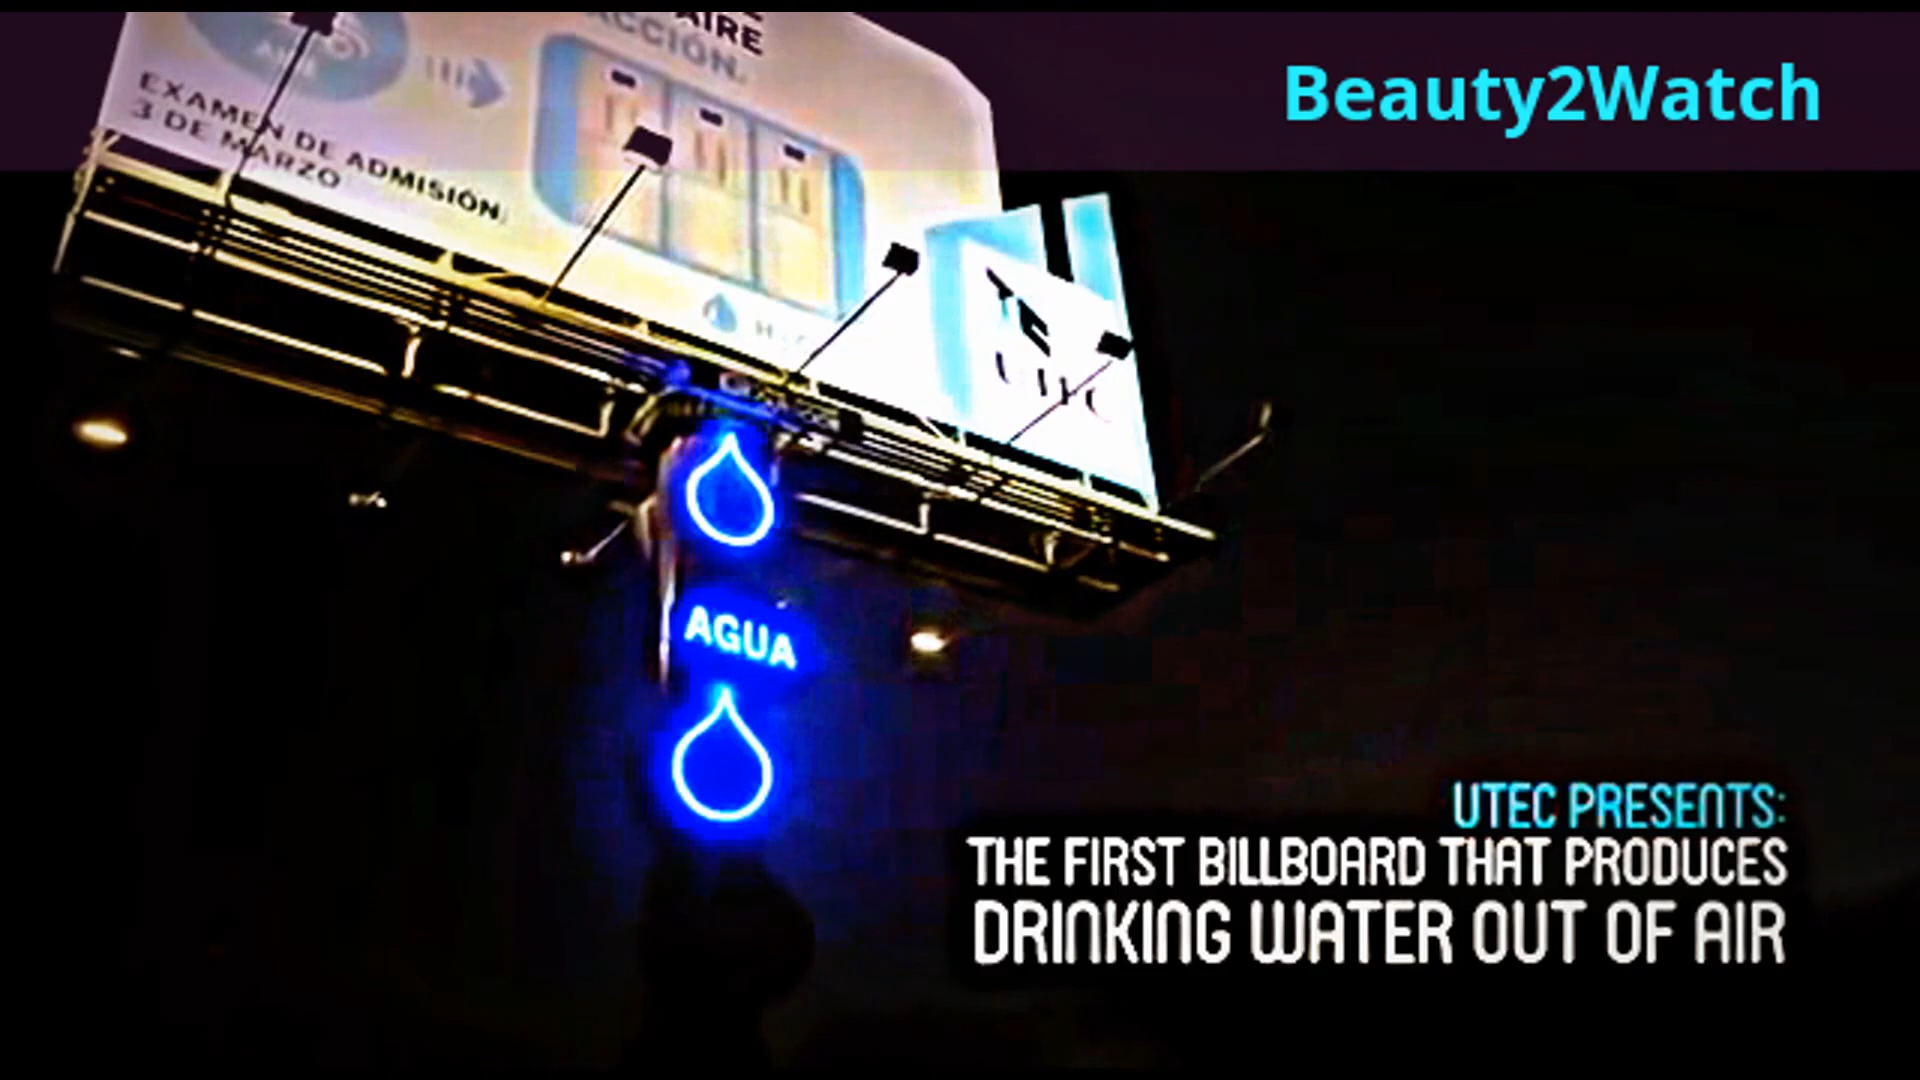 Beauty2Watch
AIRE
ACCIÓN.
EXAMEN DE ADMISIÓN:
3 DE MARZO
UTEC
AGUA
UTEC PRESENTS:
THE FIRST BILLBOARD THAT PRODUCES
DRINKING WATER OUT OF AIR